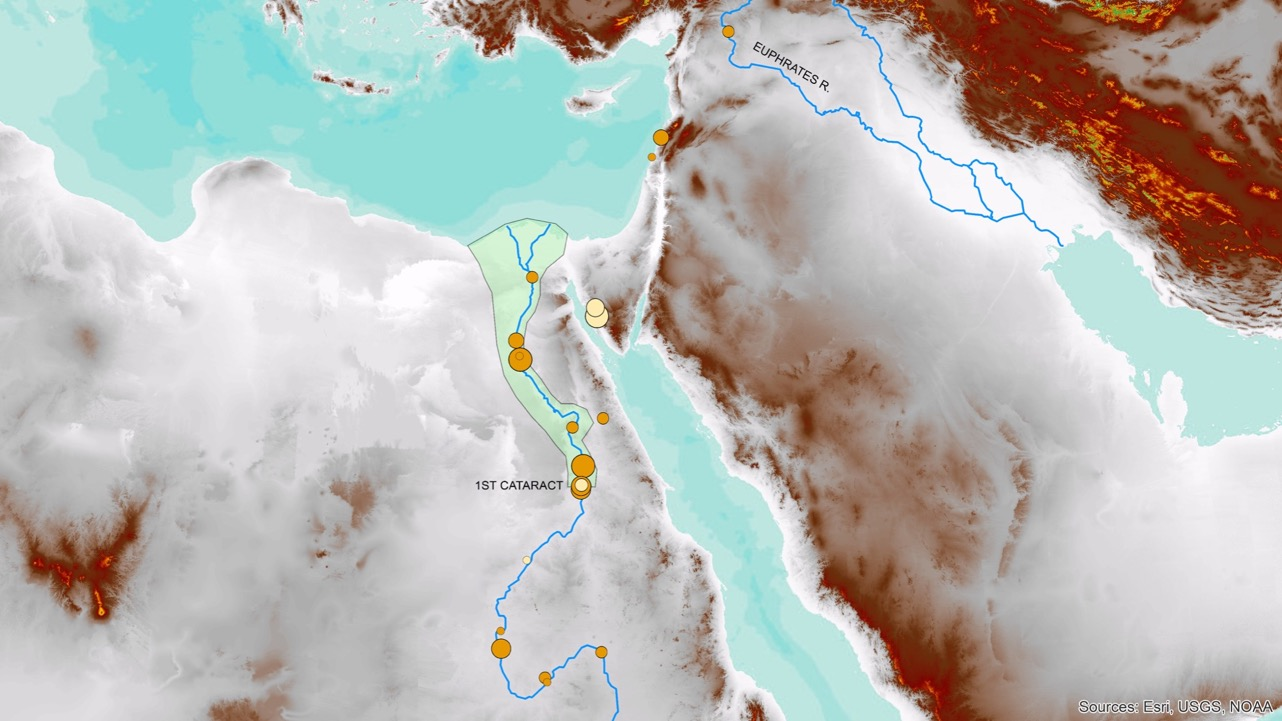 EUPHRATES R.
1ST CATARACT
Sources: Esri, USGS, NOAA